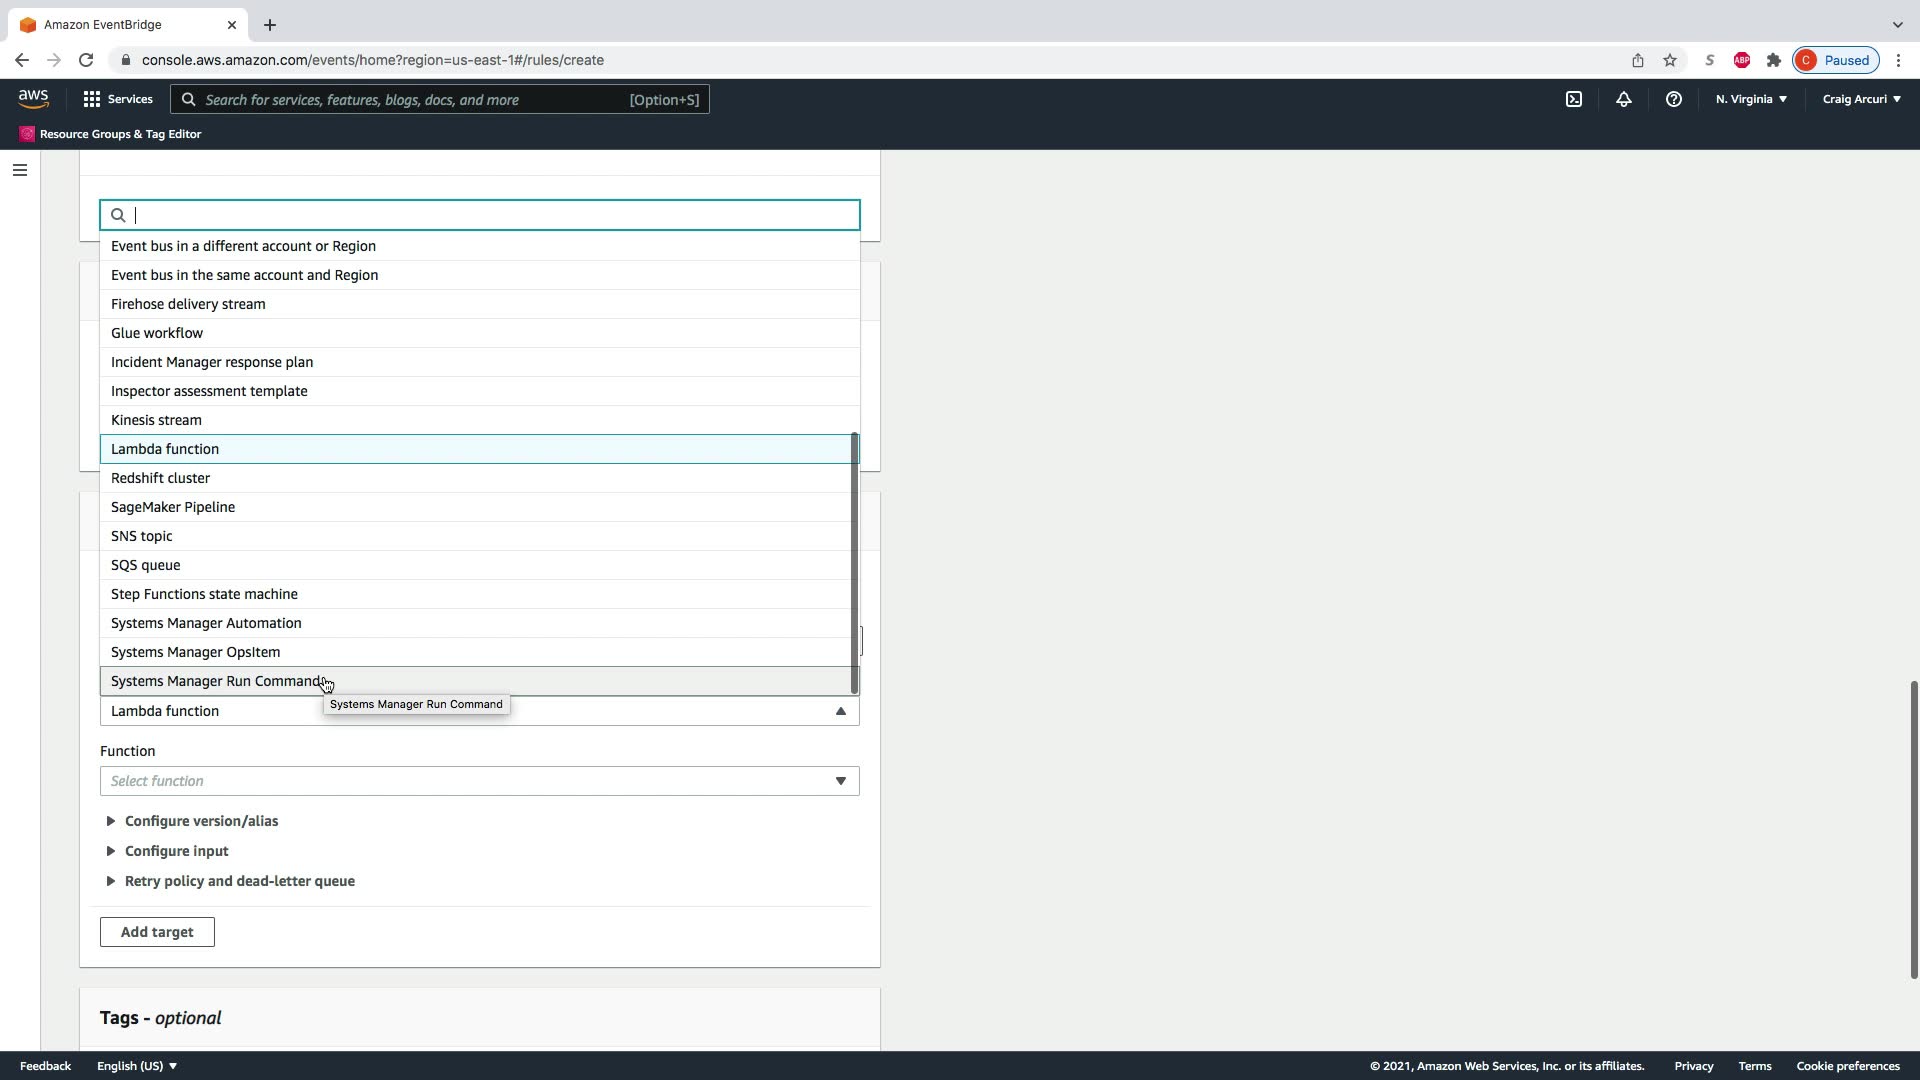 Amazon EventBridge
console.aws.amazon.com/events/home?region=us-east-1#/rules/create
S
ABP
C
Paused
aws
Services
Search for services, features, blogs, docs, and more
[Option+S]
N. Virginia
Craig Arcuri
Resource Groups & Tag Editor
Event bus in a different account or Region
Event bus in the same account and Region
Firehose delivery stream
Glue workflow
Incident Manager response plan
Inspector assessment template
Kinesis stream
Lambda function
Redshift cluster
SageMaker Pipeline
SNS topic
SQS queue
Step Functions state machine
Systems Manager Automation
Systems Manager OpsItem
Systems Manager Run Command
Systems Manager Run Command
Lambda function
Function
Select function
Configure version/alias
Configure input
Retry policy and dead-letter queue
Add target
Tags - optional
Feedback
English (US)
© 2021, Amazon Web Services, Inc. or its affiliates.
Privacy
Terms
Cookie preferences